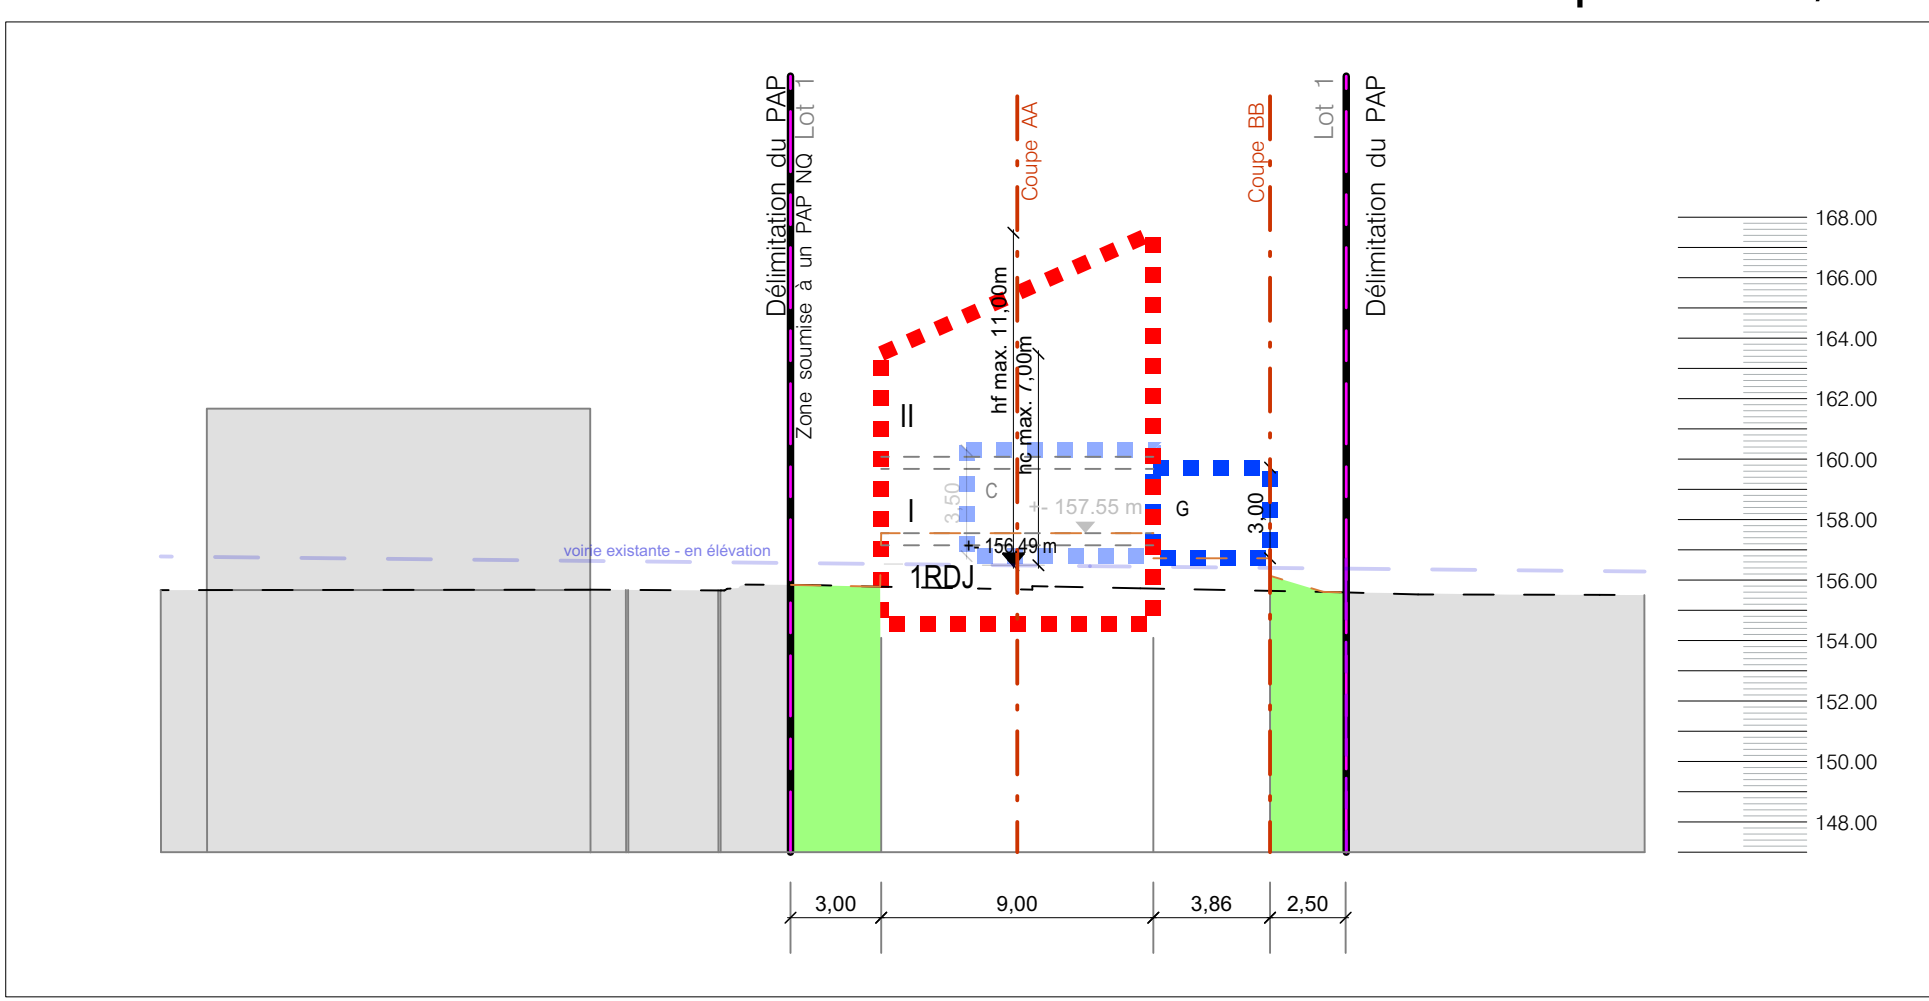 Délimitation du PAP
Lot 1
Zone soumise à un PAP NQ
Coupe AA
Coupe BB
Lot 1
Délimitation du PAP
168.00
166.00
164.00
162.00
160.00
158.00
156.00
154.00
152.00
150.00
148.00
hf max. 11,00m
hc max. 7,00m
II
I
C
3,50
+- 157.55 m
G
3,00
+- 156.49 m
1RDJ
voirie existante - en élévation
3,00
9,00
3,86
2,50